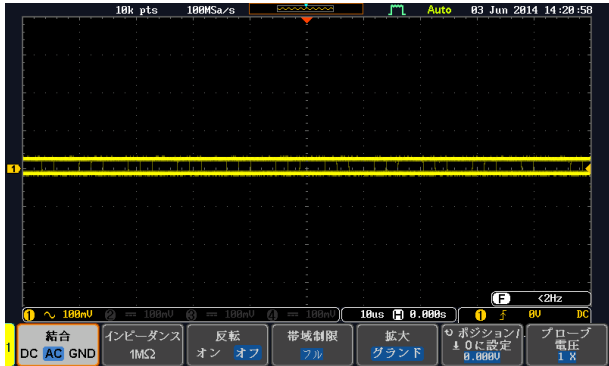 10k pts 100MSa/s Auto 03 Jun 2014 14:20:58
1
F <2Hz
1 100mV 2 100mV 3 100mV 4 100mV 10us H 0.000s 1 0V DC
1
結合
DC AC GND
インピーダンス
1MΩ
反転
オン オフ
帯域制限
フル
拡大
グランド
ポジション/
0に設定
0.000V
プローブ
電圧
1 X